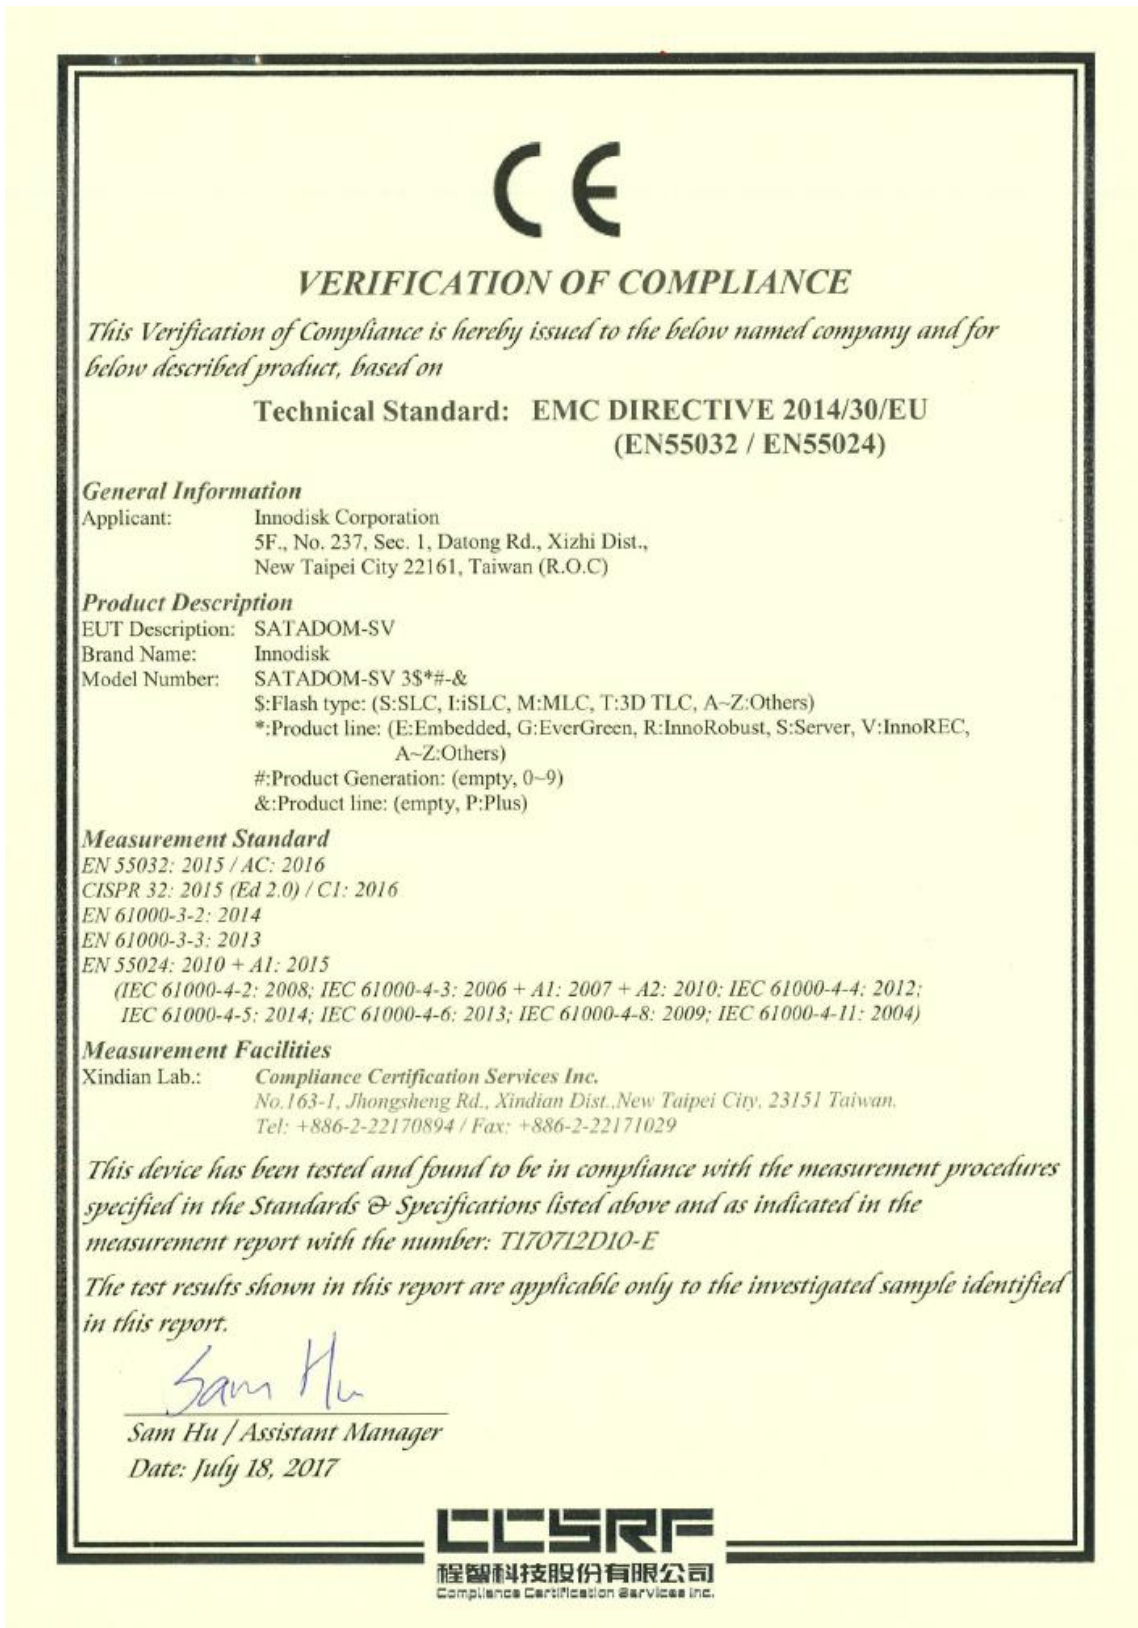 CE
VERIFICATION OF COMPLIANCE
This Verification of Compliance is hereby issued to the below named company and for
below described product, based on
Technical Standard: EMC DIRECTIVE 2014/30/EU
(EN55032 / EN55024)
General Information
Applicant: Innodisk Corporation
5F., No. 237, Sec. 1, Datong Rd., Xizhi Dist.,
New Taipei City 22161, Taiwan (R.O.C)
Product Description
EUT Description: SATADOM-SV
Brand Name: Innodisk
Model Number: SATADOM-SV 3$*#-&
$:Flash type: (S:SLC, I:iSLC, M:MLC, T:3D TLC, A~Z:Others)
*:Product line: (E:Embedded, G:EverGreen, R:InnoRobust, S:Server, V:InnoREC,
A~Z:Others)
#:Product Generation: (empty, 0~9)
&:Product line: (empty, P:Plus)
Measurement Standard
EN 55032: 2015 / AC: 2016
CISPR 32: 2015 (Ed 2.0) / C1: 2016
EN 61000-3-2: 2014
EN 61000-3-3: 2013
EN 55024: 2010 + A1: 2015
(IEC 61000-4-2: 2008; IEC 61000-4-3: 2006 + A1: 2007 + A2: 2010; IEC 61000-4-4: 2012;
IEC 61000-4-5: 2014; IEC 61000-4-6: 2013; IEC 61000-4-8: 2009; IEC 61000-4-11: 2004)
Measurement Facilities
Xindian Lab.: Compliance Certification Services Inc.
No.163-1, Jhongsheng Rd., Xindian Dist.,New Taipei City, 23151 Taiwan.
Tel: +886-2-22170894 / Fax: +886-2-22171029
This device has been tested and found to be in compliance with the measurement procedures
specified in the Standards & Specifications listed above and as indicated in the
measurement report with the number: T170712D10-E
The test results shown in this report are applicable only to the investigated sample identified
in this report.
Sam Hu
Sam Hu / Assistant Manager
Date: July 18, 2017
CCSRF
程智科技股份有限公司
Compliance Certification Services Inc.